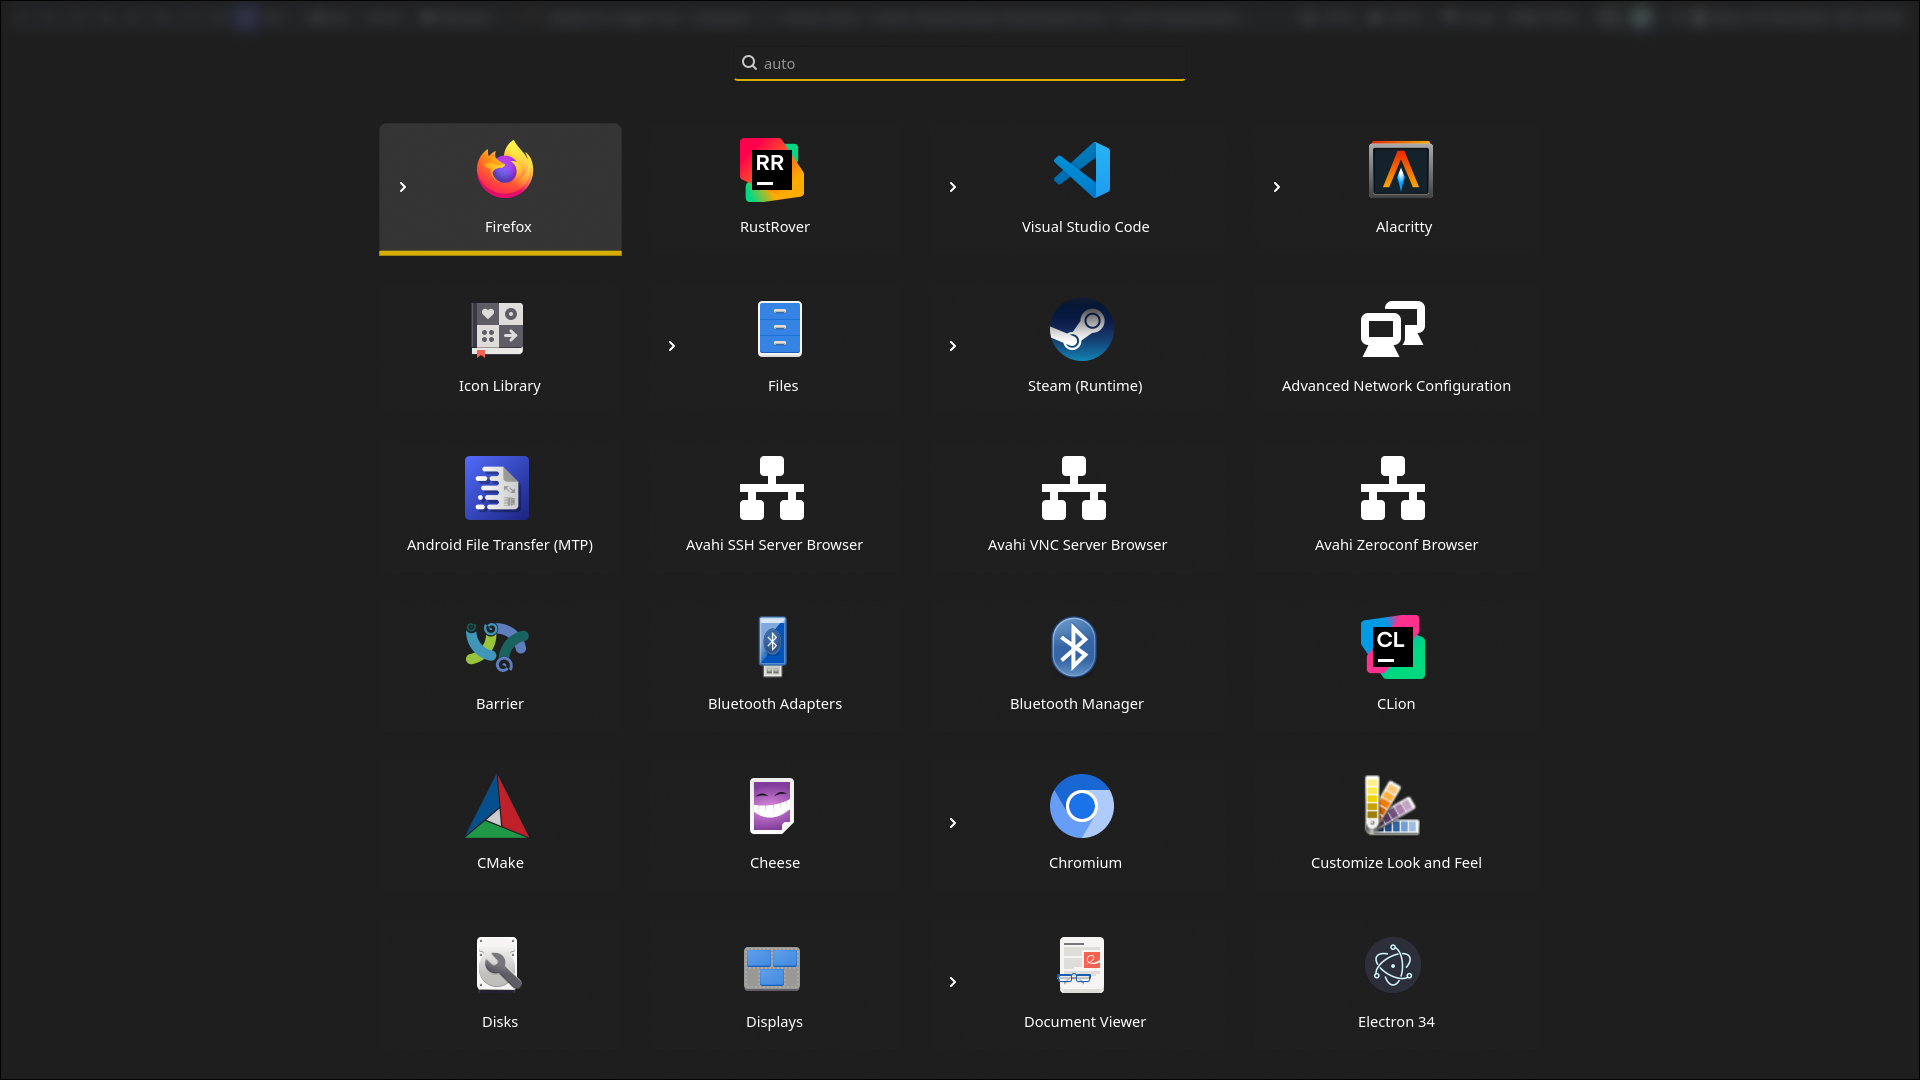 auto
Firefox
RR
RustRover
Visual Studio Code
Alacritty
Icon Library
Files
Steam (Runtime)
Advanced Network Configuration
Android File Transfer (MTP)
Avahi SSH Server Browser
Avahi VNC Server Browser
Avahi Zeroconf Browser
Barrier
Bluetooth Adapters
Bluetooth Manager
CL
CLion
CMake
Cheese
Chromium
Customize Look and Feel
Disks
Displays
Document Viewer
Electron 34